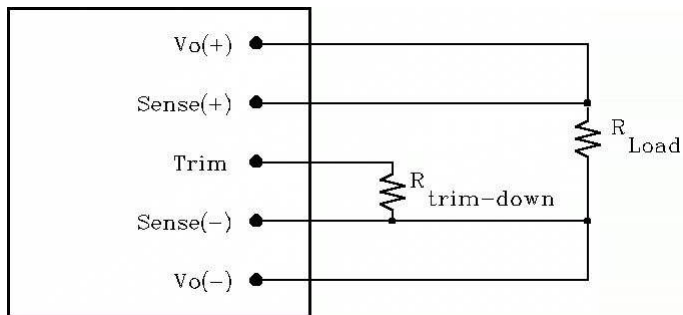 Vo(+)
Sense(+)
Trim
Sense(−)
Vo(−)
R
Load
R
trim-down